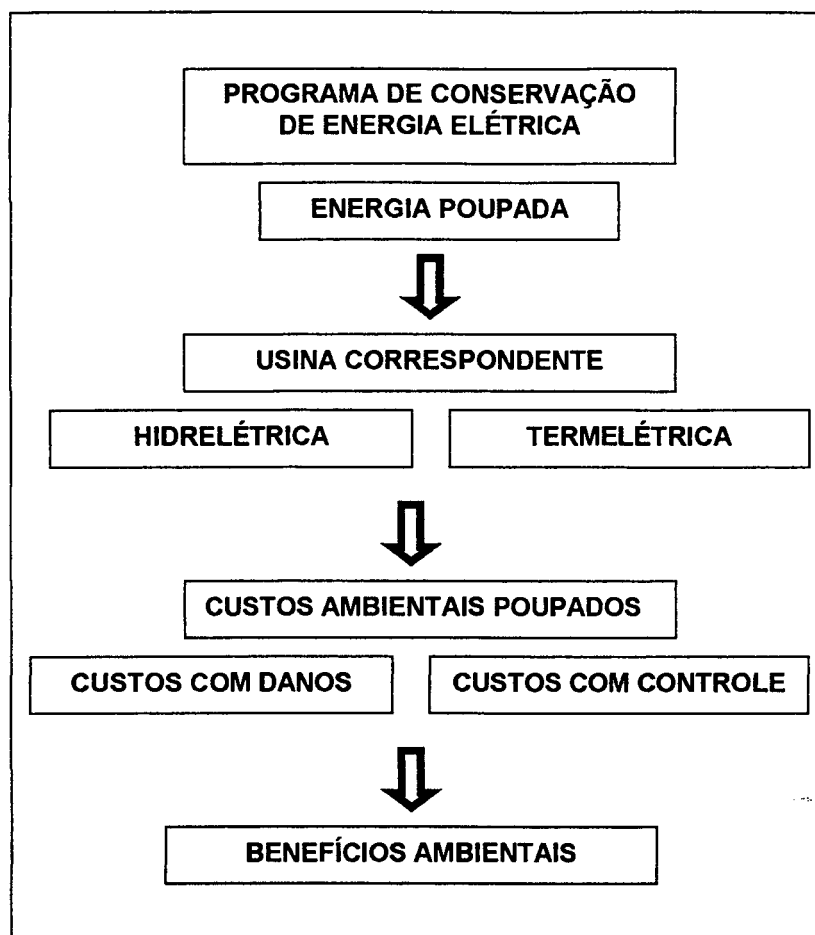 PROGRAMA DE CONSERVAÇÃO
DE ENERGIA ELÉTRICA
ENERGIA POUPADA
USINA CORRESPONDENTE
HIDRELÉTRICA
TERMELÉTRICA
CUSTOS AMBIENTAIS POUPADOS
CUSTOS COM DANOS
CUSTOS COM CONTROLE
BENEFÍCIOS AMBIENTAIS